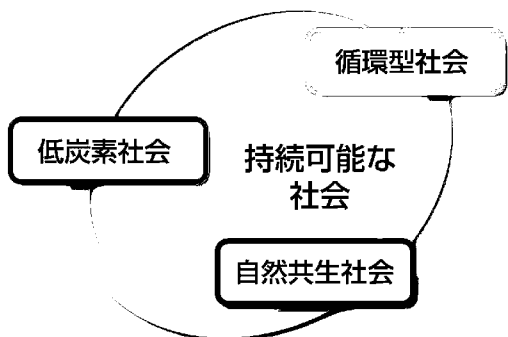 循環型社会
低炭素社会
持続可能な
社会
自然共生社会